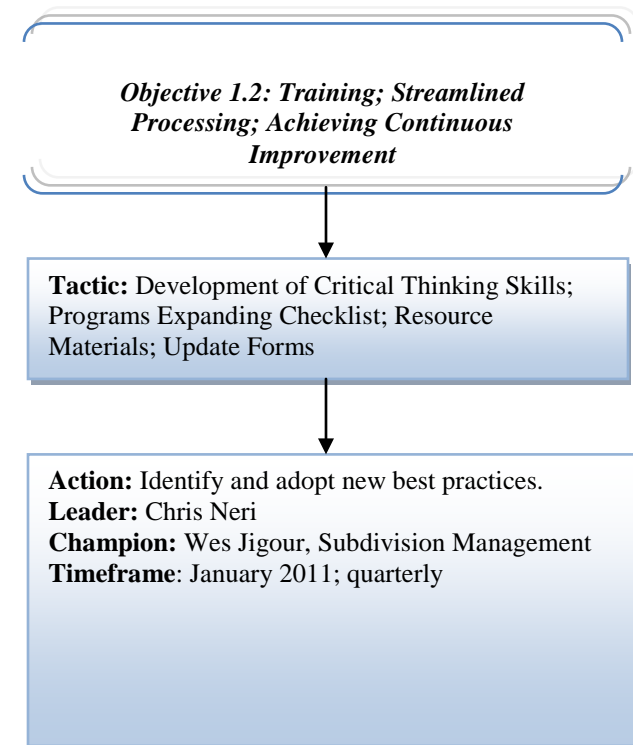 Objective 1.2: Training; Streamlined
Processing; Achieving Continuous
Improvement
Tactic: Development of Critical Thinking Skills;
Programs Expanding Checklist; Resource
Materials; Update Forms
Action: Identify and adopt new best practices.
Leader: Chris Neri
Champion: Wes Jigour, Subdivision Management
Timeframe: January 2011; quarterly